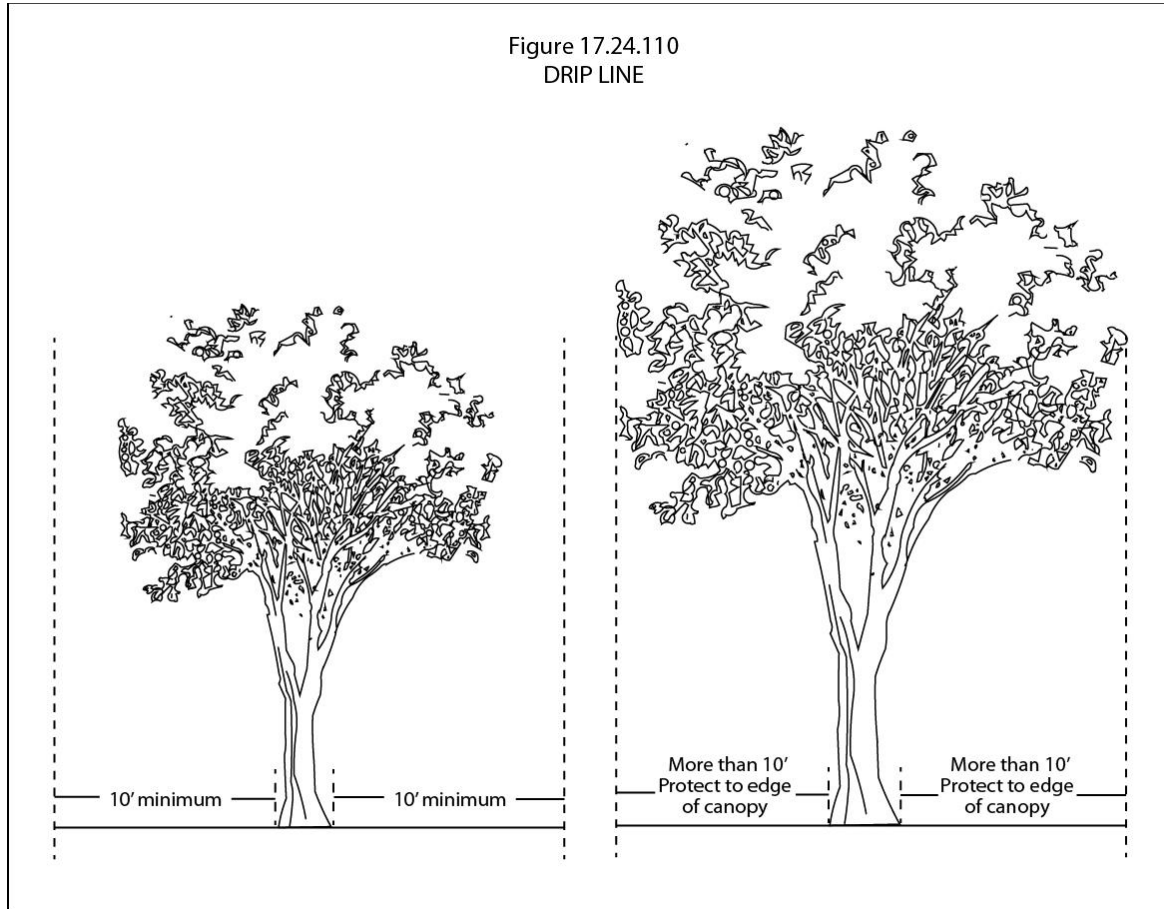 Figure 17.24.110
DRIP LINE
10’ minimum
10’ minimum
More than 10’
Protect to edge
of canopy
More than 10’
Protect to edge
of canopy